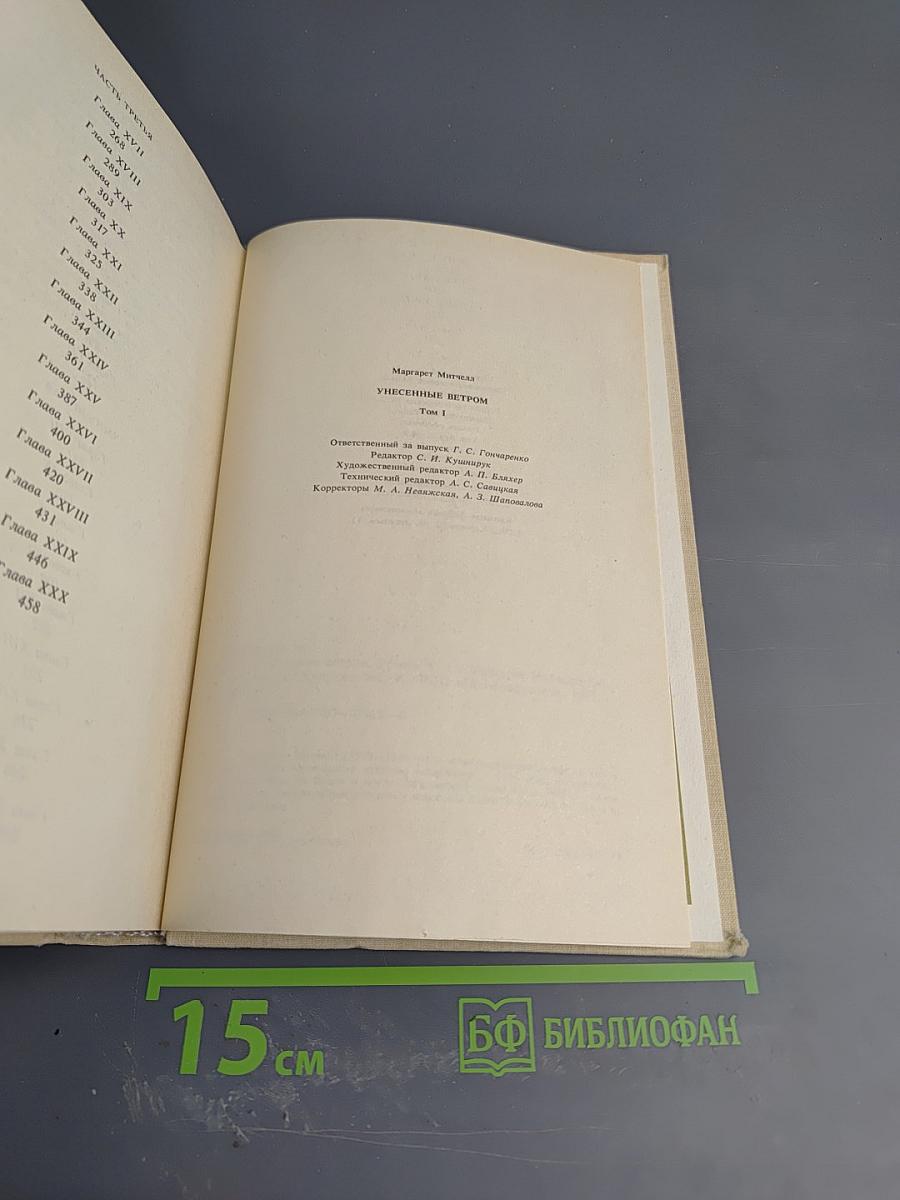 ЧАСТЬ ТРЕТЬЯ
Глава XVII
268
Глава XVIII
289
Глава XIX
303
Глава XX
317
Глава XXI
325
Глава XXII
338
Глава XXIII
344
Глава XXIV
361
Глава XXV
387
Глава XXVI
400
Глава XXVII
420
Глава XXVIII
431
Глава XXIX
446
Глава XXX
458
Маргарет Митчелл
УНЕСЕННЫЕ ВЕТРОМ
Том I
Ответственный за выпуск Г. С. Гончаренко
Редактор С. И. Кушнирук
Художественный редактор А. П. Бляхер
Технический редактор А. С. Савицкая
Корректоры М. А. Невяжская, А. З. Шаповалова
15 см
БФ БИБЛИОФАН